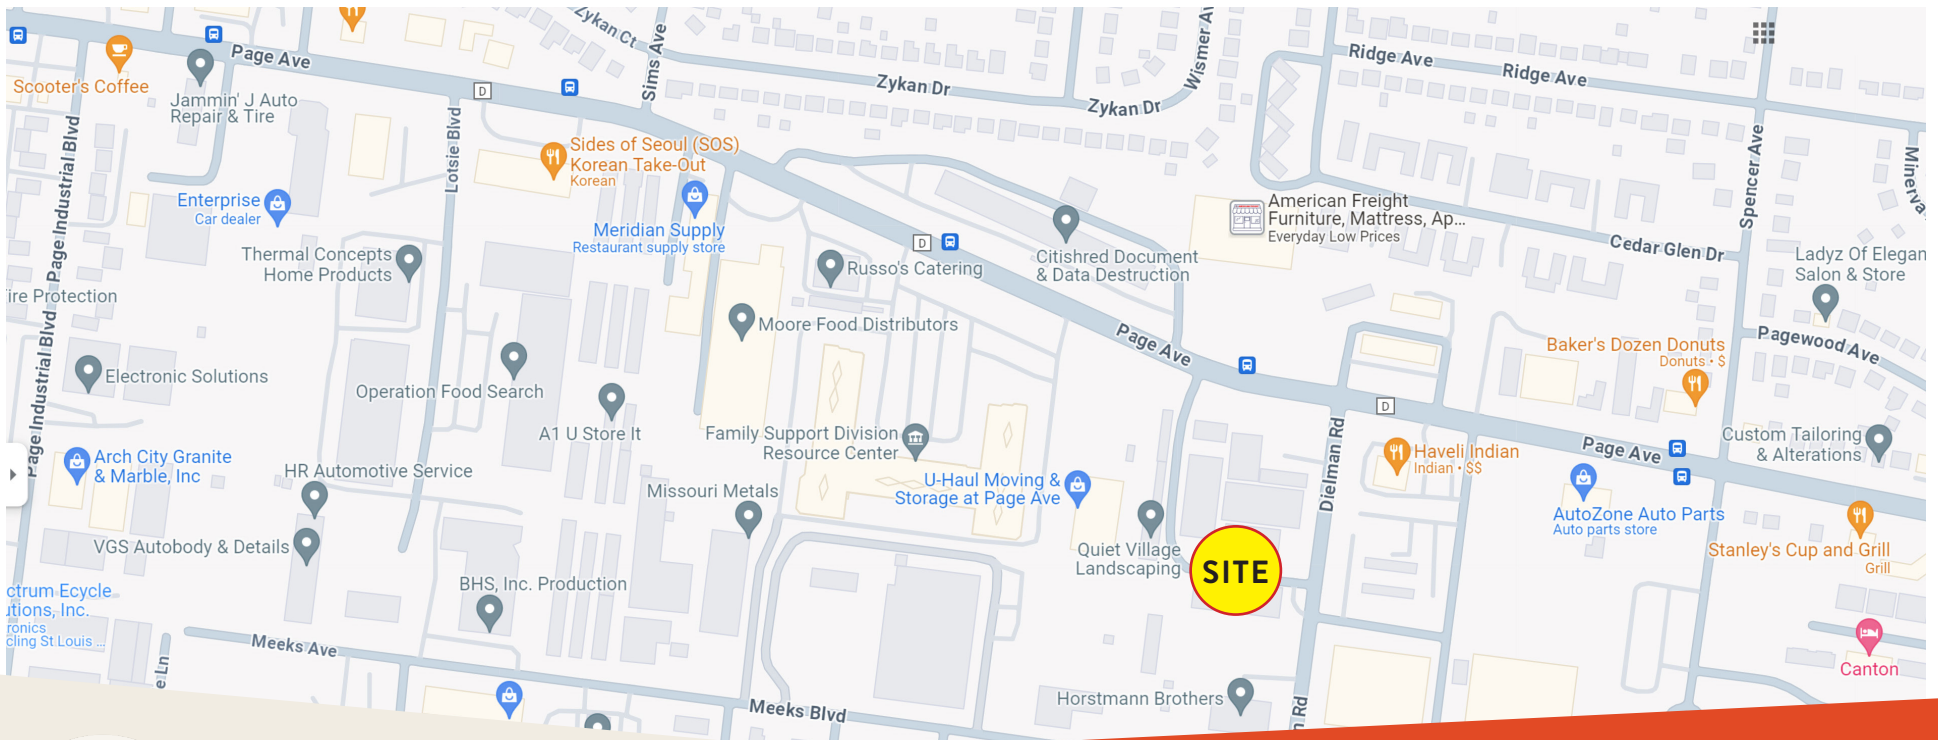 Zykan Ct
Sims Ave
Wismer Av
Page Ave
Ridge Ave
Ridge Ave
Scooter's Coffee
Zykan Dr
Zykan Dr
D
Jammin' J Auto
Repair & Tire
Page Industrial Blvd
Page Industrial Blvd
Page Industrial Blvd
Lotsie Blvd
Sides of Seoul (SOS)
Korean Take-Out
Korean
Spencer Ave
Minerva
Enterprise
Car dealer
American Freight
Furniture, Mattress, Ap...
Everyday Low Prices
Meridian Supply
Restaurant supply store
D
Cedar Glen Dr
Thermal Concepts
Home Products
Russo's Catering
Citishred Document
& Data Destruction
Ladyz Of Elegan
Salon & Store
ire Protection
Moore Food Distributors
Page Ave
Pagewood Ave
Baker's Dozen Donuts
Donuts • $
Electronic Solutions
Operation Food Search
D
A1 U Store It
Family Support Division
Resource Center
Dielman Rd
Haveli Indian
Indian • $$
Page Ave
Custom Tailoring
& Alterations
Arch City Granite
& Marble, Inc
HR Automotive Service
U-Haul Moving &
Storage at Page Ave
Missouri Metals
AutoZone Auto Parts
Auto parts store
VGS Autobody & Details
Quiet Village
Landscaping
SITE
Stanley's Cup and Grill
Grill
BHS, Inc. Production
ctrum Ecycle
utions, Inc.
ronics
cling St Louis ...
Meeks Ave
e Ln
Canton
Horstmann Brothers
n Rd
Meeks Blvd